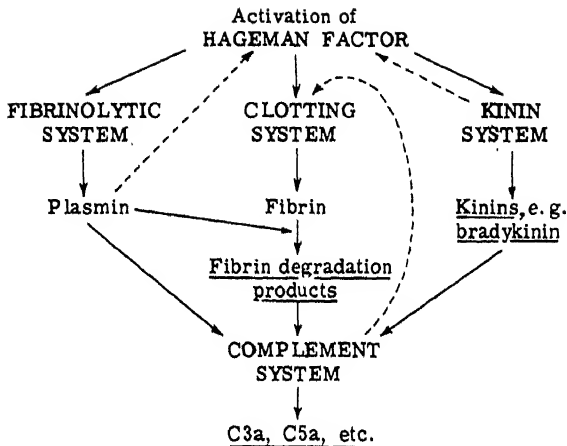 Activation of
HAGEMAN FACTOR
FIBRINOLYTIC
SYSTEM
CLOTTING
SYSTEM
KININ
SYSTEM
Plasmin
Fibrin
Kinins, e. g.
bradykinin
Fibrin degradation
products
COMPLEMENT
SYSTEM
C3a, C5a, etc.